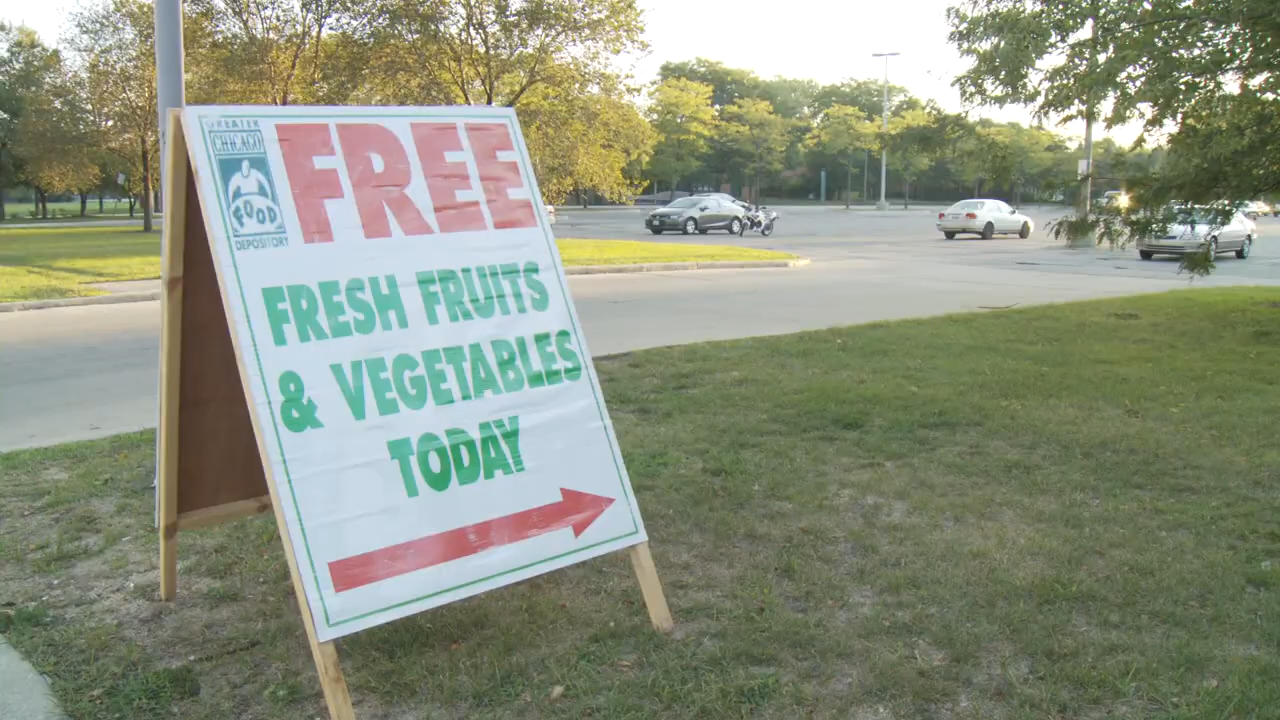 GREATER
CHICAGO
FOOD
DEPOSITORY
FREE
FRESH FRUITS
& VEGETABLES
TODAY